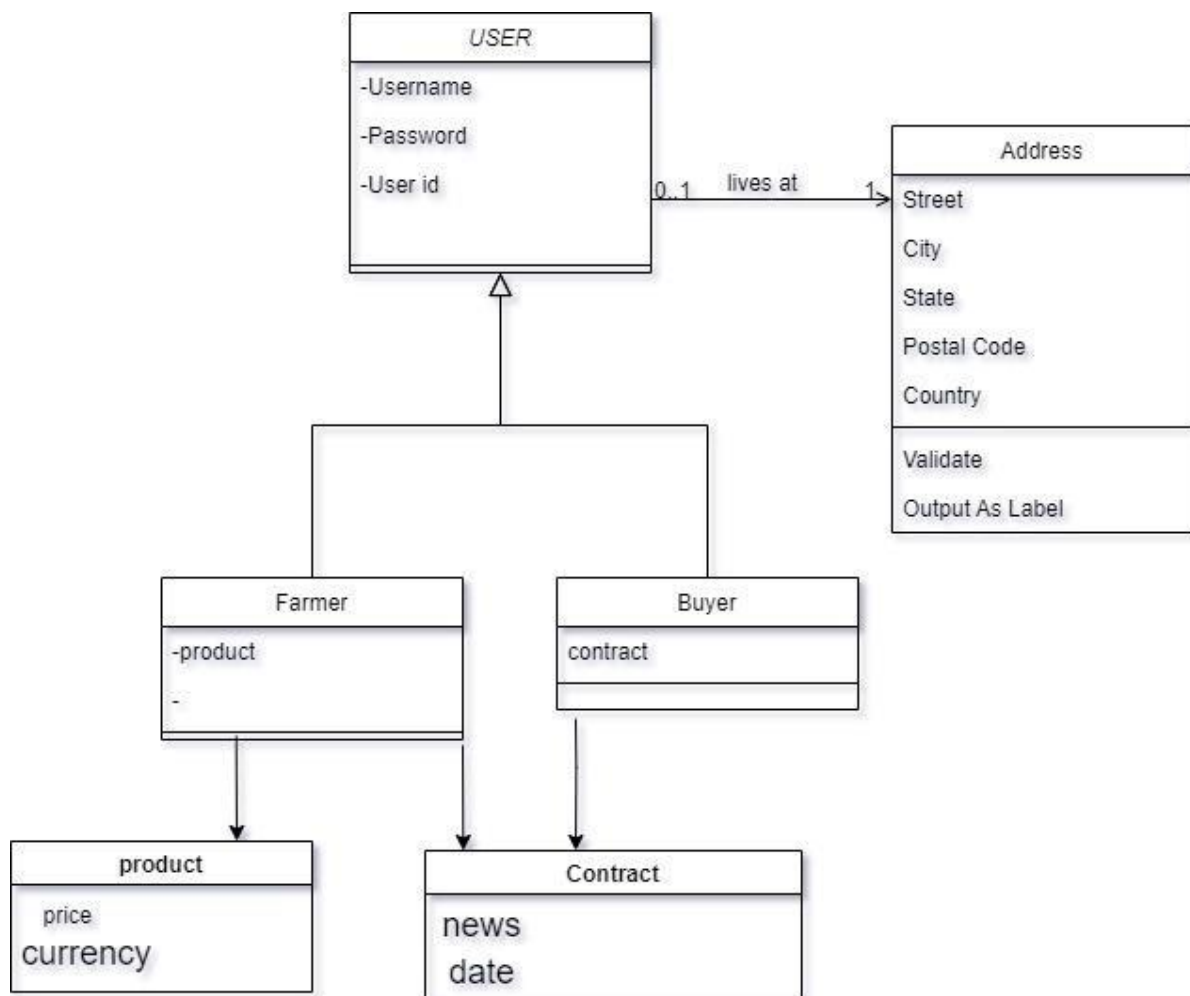 USER
-Username
-Password
-User id
0..1
lives at
1
Address
Street
City
State
Postal Code
Country
Validate
Output As Label
Farmer
-product
-
Buyer
contract
product
price
currency
Contract
news
date